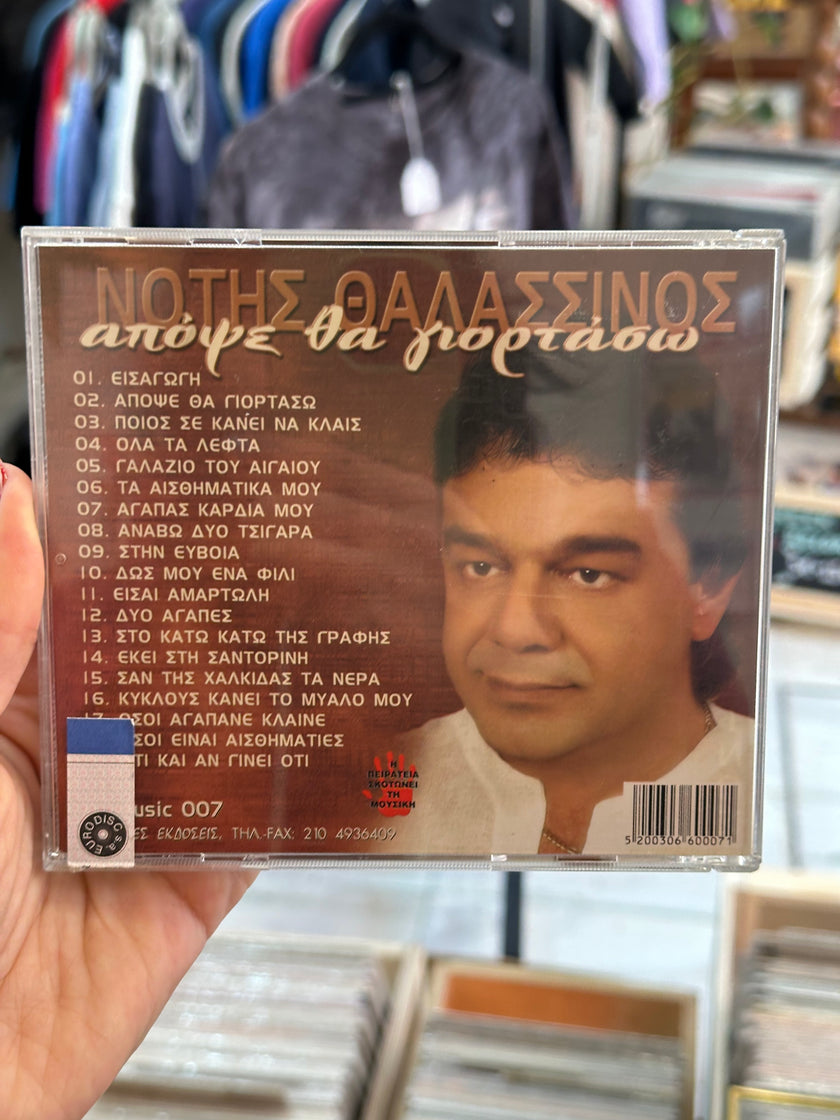 ΝΟΤΗΣ ΘΑΛΑΣΣΙΝΟΣ
απόψε θα γιορτάσω
01. ΕΙΣΑΓΩΓΗ
02. ΑΠΟΨΕ ΘΑ ΓΙΟΡΤΑΣΩ
03. ΠΟΙΟΣ ΣΕ ΚΑΝΕΙ ΝΑ ΚΛΑΙΣ
04. ΟΛΑ ΤΑ ΛΕΦΤΑ
05. ΓΑΛΑΖΙΟ ΤΟΥ ΑΙΓΑΙΟΥ
06. ΤΑ ΑΙΣΘΗΜΑΤΙΚΑ ΜΟΥ
07. ΑΓΑΠΑΣ ΚΑΡΔΙΑ ΜΟΥ
08. ΑΝΑΒΩ ΔΥΟ ΤΣΙΓΑΡΑ
09. ΣΤΗΝ ΕΥΒΟΙΑ
10. ΔΩΣ ΜΟΥ ΕΝΑ ΦΙΛΙ
11. ΕΙΣΑΙ ΑΜΑΡΤΩΛΗ
12. ΔΥΟ ΑΓΑΠΕΣ
13. ΣΤΟ ΚΑΤΩ ΚΑΤΩ ΤΗΣ ΓΡΑΦΗΣ
14. ΕΚΕΙ ΣΤΗ ΣΑΝΤΟΡΙΝΗ
15. ΣΑΝ ΤΗΣ ΧΑΛΚΙΔΑΣ ΤΑ ΝΕΡΑ
16. ΚΥΚΛΟΥΣ ΚΑΝΕΙ ΤΟ ΜΥΑΛΟ ΜΟΥ
17. ΟΣΟΙ ΑΓΑΠΑΝΕ ΚΛΑΙΝΕ
ΣΟΙ ΕΙΝΑΙ ΑΙΣΘΗΜΑΤΙΕΣ
ΤΙ ΚΑΙ ΑΝ ΓΙΝΕΙ ΟΤΙ
Η
ΠΕΙΡΑΤΕΙΑ
ΣΚΟΤΩΝΕΙ
ΤΗ
ΜΟΥΣΙΚΗ
usic 007
ΕΣ ΕΚΔΟΣΕΙΣ, ΤΗΛ.-FAX: 210 4936409
EURODISC s.a.
5 200306 600071